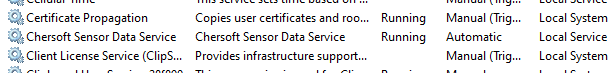 Certificate Propagation Copies user certificates and roo... Running Manual (Trig... Local System
Chersoft Sensor Data Service Chersoft Sensor Data Service Running Automatic Local Service
Client License Service (ClipS... Provides infrastructure support... Manual (Trig... Local System